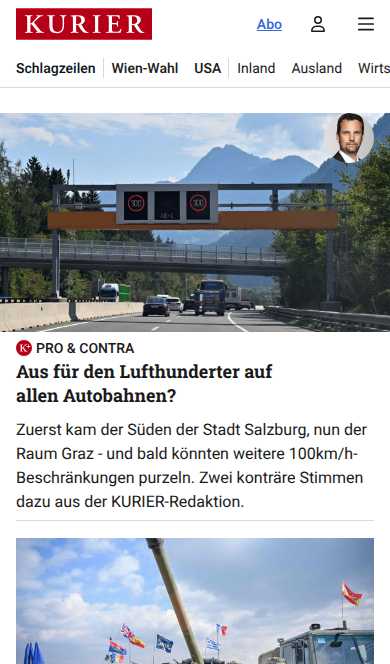 KURIER
Abo
Schlagzeilen
Wien-Wahl
USA
Inland
Ausland
Wirts
100
100
K+ PRO & CONTRA
Aus für den Lufthunderter auf
allen Autobahnen?
Zuerst kam der Süden der Stadt Salzburg, nun der
Raum Graz - und bald könnten weitere 100km/h-
Beschränkungen purzeln. Zwei konträre Stimmen
dazu aus der KURIER-Redaktion.